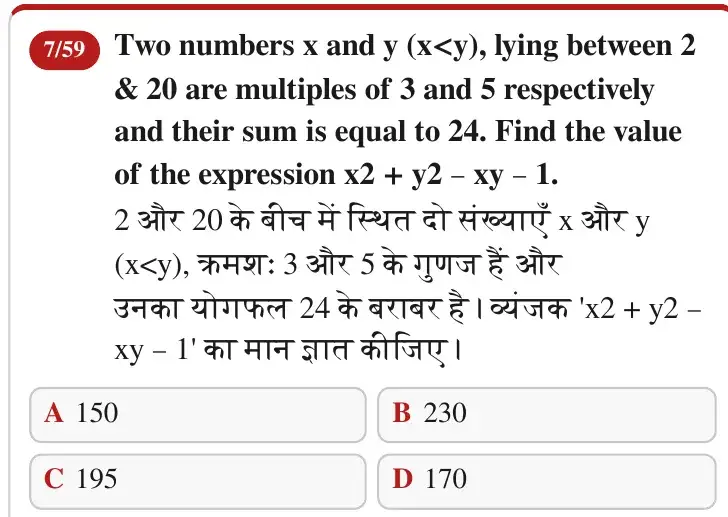 7/59 Two numbers x and y (x<y), lying between 2
& 20 are multiples of 3 and 5 respectively
and their sum is equal to 24. Find the value
of the expression x2 + y2 – xy – 1.
2 और 20 के बीच में स्थित दो संख्याएँ x और y
(x<y), क्रमश: 3 और 5 के गुणज हैं और
उनका योगफल 24 के बराबर है। व्यंजक 'x2 + y2 –
xy – 1' का मान ज्ञात कीजिए।
A 150
B 230
C 195
D 170